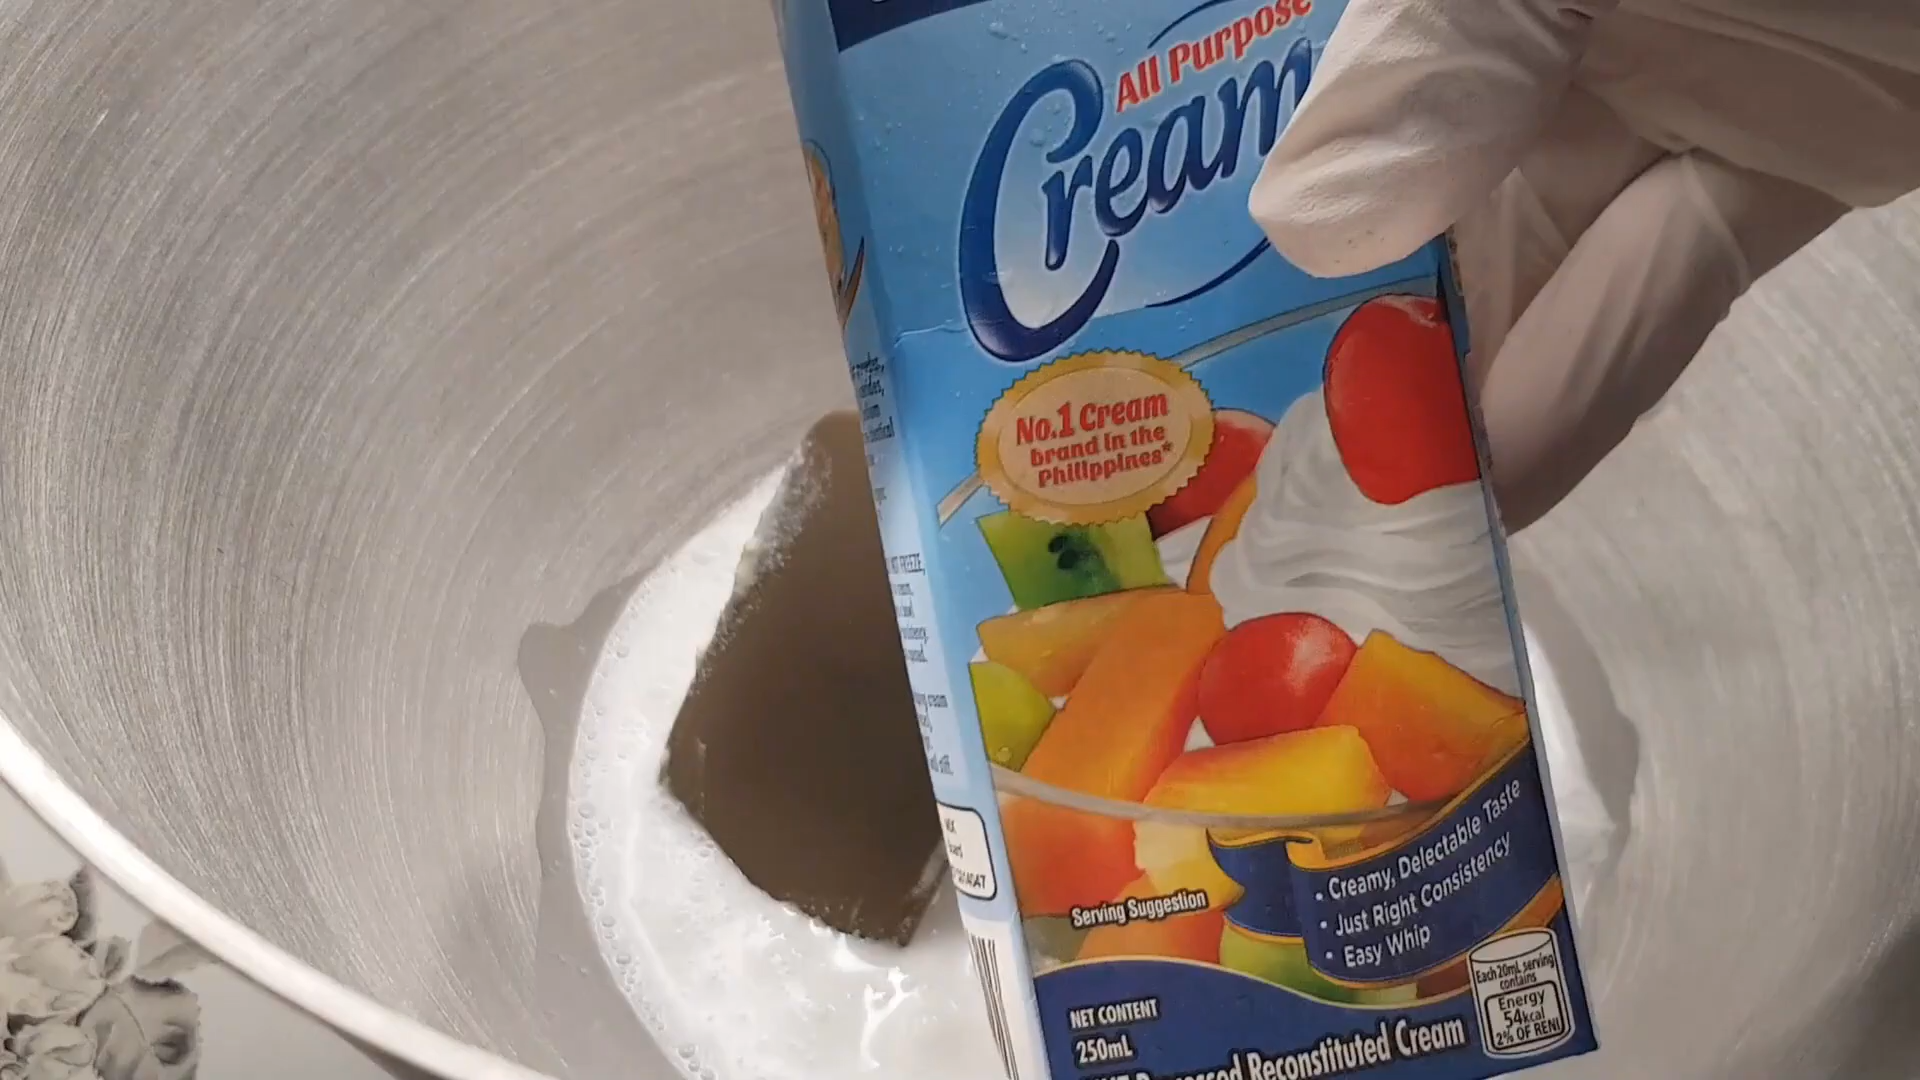 All Purpose
Cream
No.1 Cream
brand in the
Philippines*
• Creamy, Delectable Taste
• Just Right Consistency
• Easy Whip
Serving Suggestion
Each 20mL serving
contains
Energy
54kcal
2% OF RENI
NET CONTENT
250mL
Reconstituted Cream